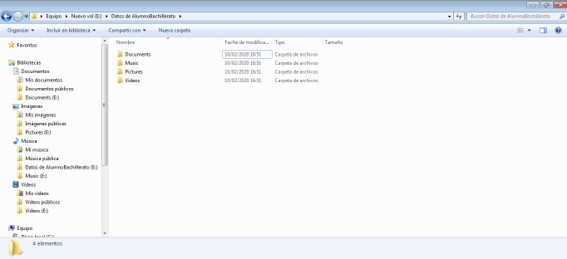 Equipo ▸ Nuevo vol (E:) ▸ Datos de AlumnoBachillerato ▸
Buscar Datos de AlumnoBachillerato
Organizar ▾ Incluir en biblioteca ▾ Compartir con ▾ Nueva carpeta
Nombre Fecha de modifica... Tipo Tamaño
Documents 10/02/2020 16:51 Carpeta de archivos
Music 10/02/2020 16:51 Carpeta de archivos
Pictures 10/02/2020 16:51 Carpeta de archivos
Videos 10/02/2020 16:51 Carpeta de archivos
Favoritos
Bibliotecas
Documentos
Mis documentos
Documentos públicos
Documents (E:)
Imágenes
Mis imágenes
Imágenes públicas
Pictures (E:)
Música
Mi música
Música pública
Datos de AlumnoBachillerato (E:)
Music (E:)
Vídeos
Mis vídeos
Vídeos públicos
Videos (E:)
Equipo
4 elementos